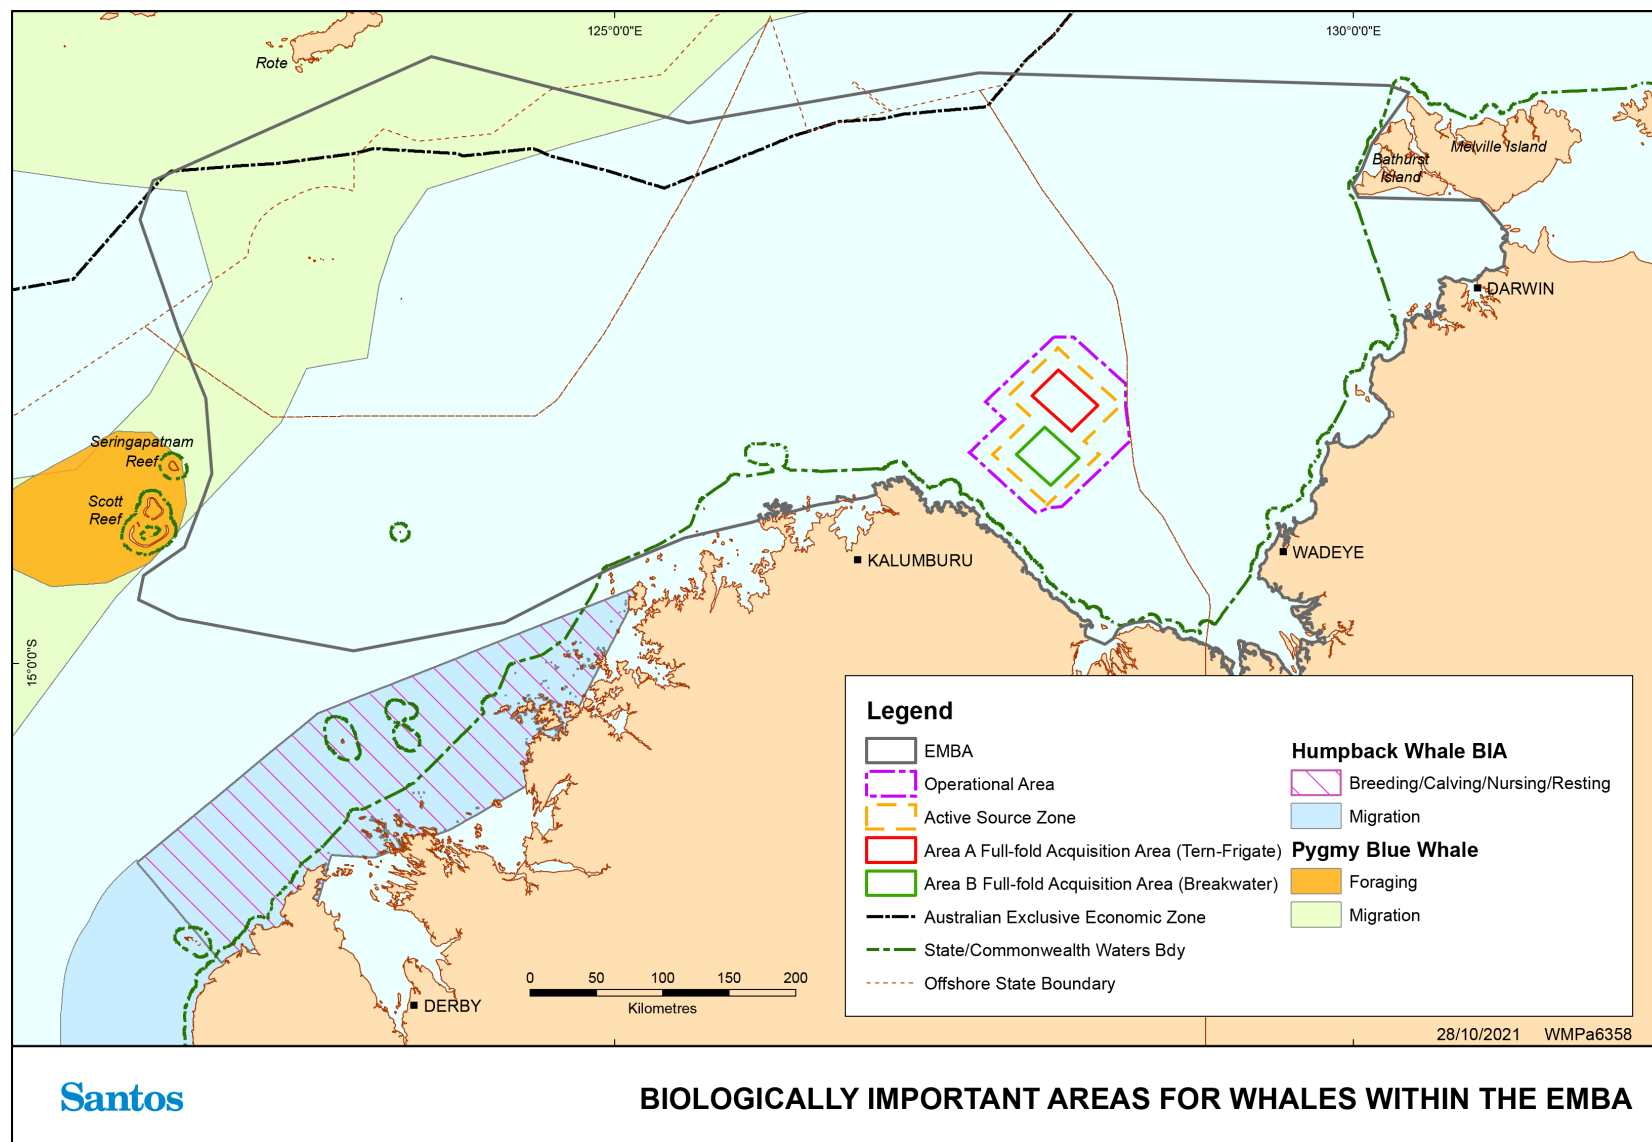 125°0'0"E
130°0'0"E
Rote
Melville Island
Bathurst
Island
DARWIN
Seringapatnam
Reef
Scott
Reef
KALUMBURU
WADEYE
15°0'0"S
DERBY
0 50 100 150 200
Kilometres
Legend
EMBA
Operational Area
Active Source Zone
Area A Full-fold Acquisition Area (Tern-Frigate)
Area B Full-fold Acquisition Area (Breakwater)
Australian Exclusive Economic Zone
State/Commonwealth Waters Bdy
Offshore State Boundary
Humpback Whale BIA
Breeding/Calving/Nursing/Resting
Migration
Pygmy Blue Whale
Foraging
Migration
28/10/2021 WMPa6358
Santos
BIOLOGICALLY IMPORTANT AREAS FOR WHALES WITHIN THE EMBA